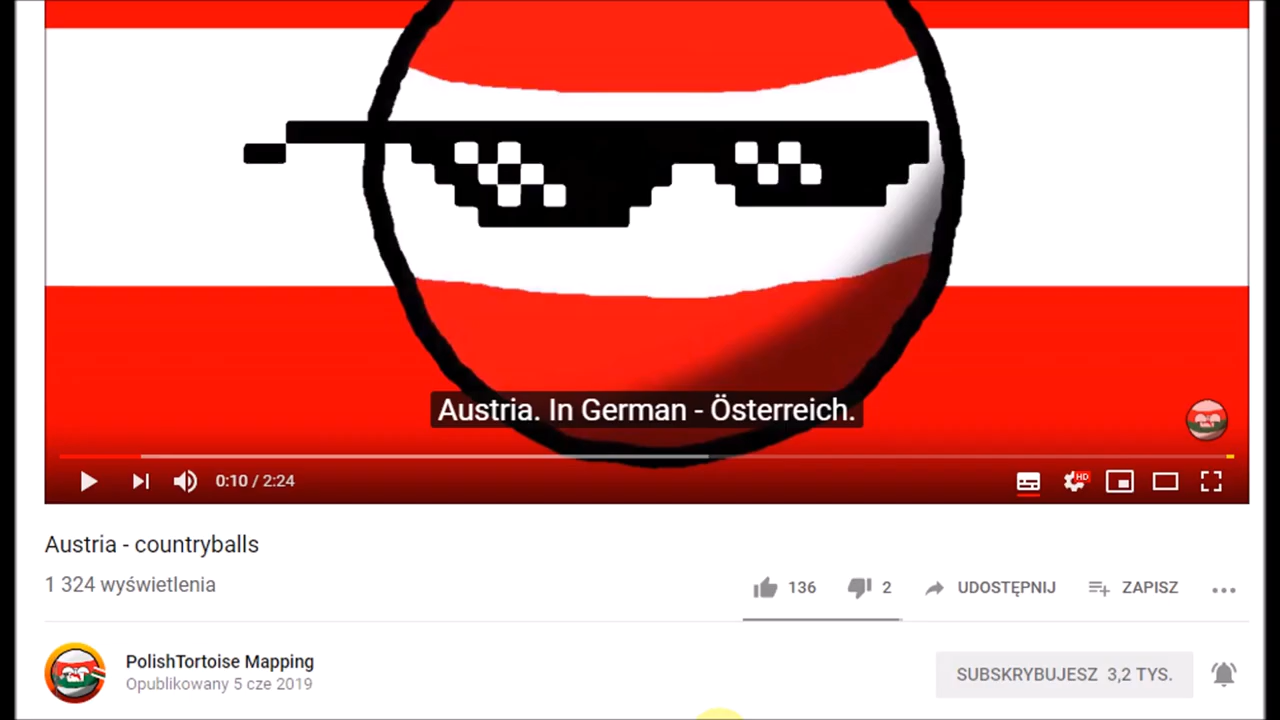 Austria. In German - Österreich.
0:10 / 2:24
HD
Austria - countryballs
1 324 wyświetlenia
136
2
UDOSTĘPNIJ
ZAPISZ
PolishTortoise Mapping
Opublikowany 5 cze 2019
SUBSKRYBUJESZ 3,2 TYS.